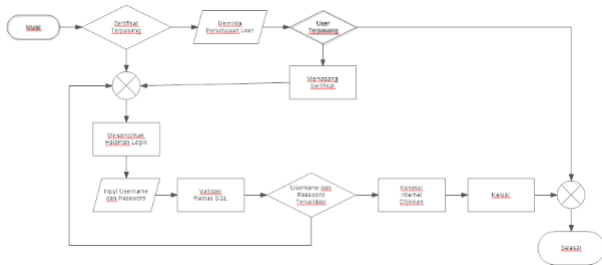 Mulai
Sertifikat
Terpasang
Meminta
Persetujuan User
User
Terpasang
Memasang
Sertifikat
Menampilkan
Halaman Login
Input Username
dan Password
Validasi
Radius SQL
Username dan
Password
Tervalidasi
Koneksi
Internet
Diijinkan
Keluar
Selesai